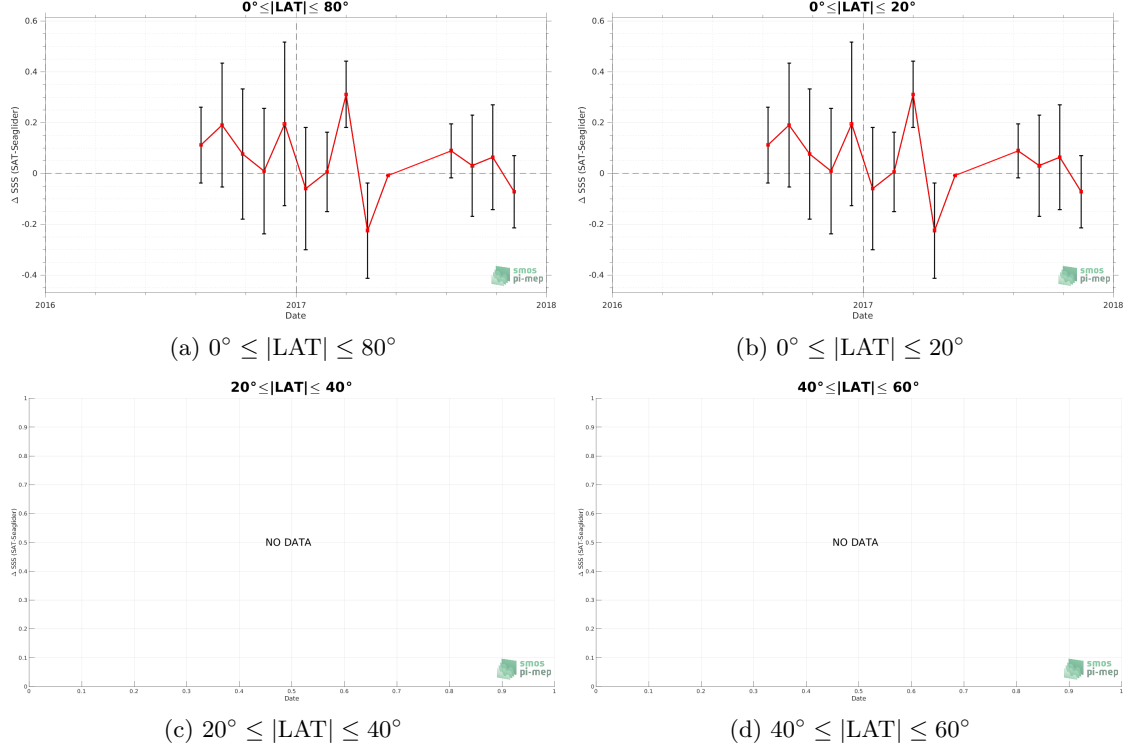 0°≤|LAT|≤ 80°
0.6
0.4
0.2
0
-0.2
-0.4
Δ SSS (SAT-Seaglider)
2016
2017
2018
Date
smos
pi-mep
(a) 0° ≤ |LAT| ≤ 80°
0°≤|LAT|≤ 20°
0.6
0.4
0.2
0
-0.2
-0.4
Δ SSS (SAT-Seaglider)
2016
2017
2018
Date
smos
pi-mep
(b) 0° ≤ |LAT| ≤ 20°
20°≤|LAT|≤ 40°
1
0.9
0.8
0.7
0.6
0.5
0.4
0.3
0.2
0.1
0
Δ SSS (SAT-Seaglider)
NO DATA
0 0.1 0.2 0.3 0.4 0.5 0.6 0.7 0.8 0.9 1
Date
smos
pi-mep
(c) 20° ≤ |LAT| ≤ 40°
40°≤|LAT|≤ 60°
1
0.9
0.8
0.7
0.6
0.5
0.4
0.3
0.2
0.1
0
Δ SSS (SAT-Seaglider)
NO DATA
0 0.1 0.2 0.3 0.4 0.5 0.6 0.7 0.8 0.9 1
Date
smos
pi-mep
(d) 40° ≤ |LAT| ≤ 60°